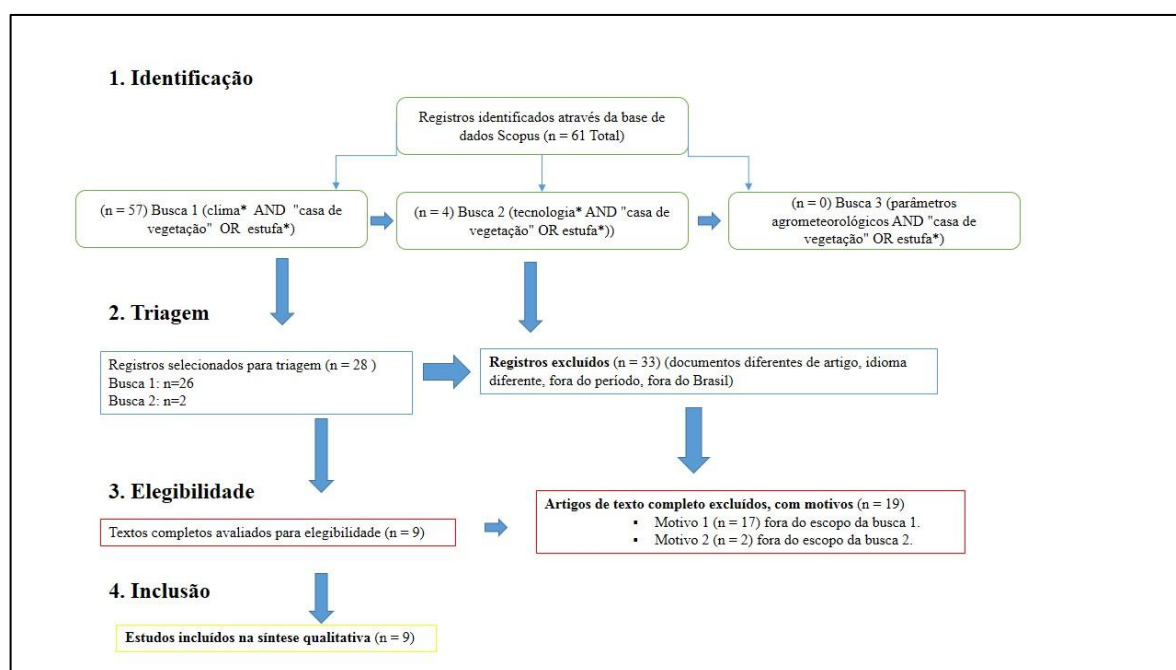 1. Identificação
Registros identificados através da base de
dados Scopus (n = 61 Total)
(n = 57) Busca 1 (clima* AND "casa de
vegetação" OR estufa*)
(n = 4) Busca 2 (tecnologia* AND "casa de
vegetação" OR estufa*))
(n = 0) Busca 3 (parâmetros
agrometeorológicos AND "casa de
vegetação" OR estufa*)
2. Triagem
Registros selecionados para triagem (n = 28 )
Busca 1: n=26
Busca 2: n=2
Registros excluídos (n = 33) (documentos diferentes de artigo, idioma
diferente, fora do período, fora do Brasil)
3. Elegibilidade
Textos completos avaliados para elegibilidade (n = 9)
Artigos de texto completo excluídos, com motivos (n = 19)
▪ Motivo 1 (n = 17) fora do escopo da busca 1.
▪ Motivo 2 (n = 2) fora do escopo da busca 2.
4. Inclusão
Estudos incluídos na síntese qualitativa (n = 9)